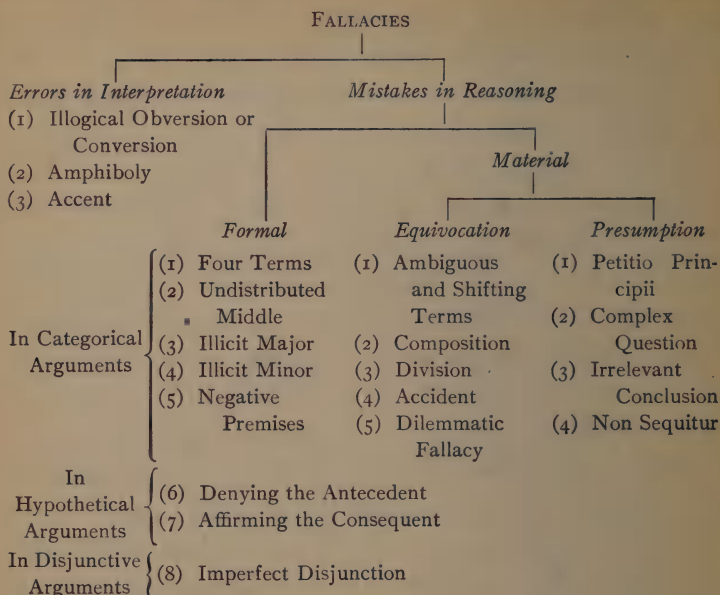 FALLACIES
Errors in Interpretation
(1) Illogical Obversion or
Conversion
(2) Amphiboly
(3) Accent
Mistakes in Reasoning
Material
Formal
Equivocation
Presumption
In Categorical
Arguments
(1) Four Terms
(2) Undistributed
Middle
(3) Illicit Major
(4) Illicit Minor
(5) Negative
Premises
(1) Ambiguous
and Shifting
Terms
(2) Composition
(3) Division
(4) Accident
(5) Dilemmatic
Fallacy
(1) Petitio Prin-
cipii
(2) Complex
Question
(3) Irrelevant
Conclusion
(4) Non Sequitur
In
Hypothetical
Arguments
(6) Denying the Antecedent
(7) Affirming the Consequent
In Disjunctive
Arguments
(8) Imperfect Disjunction